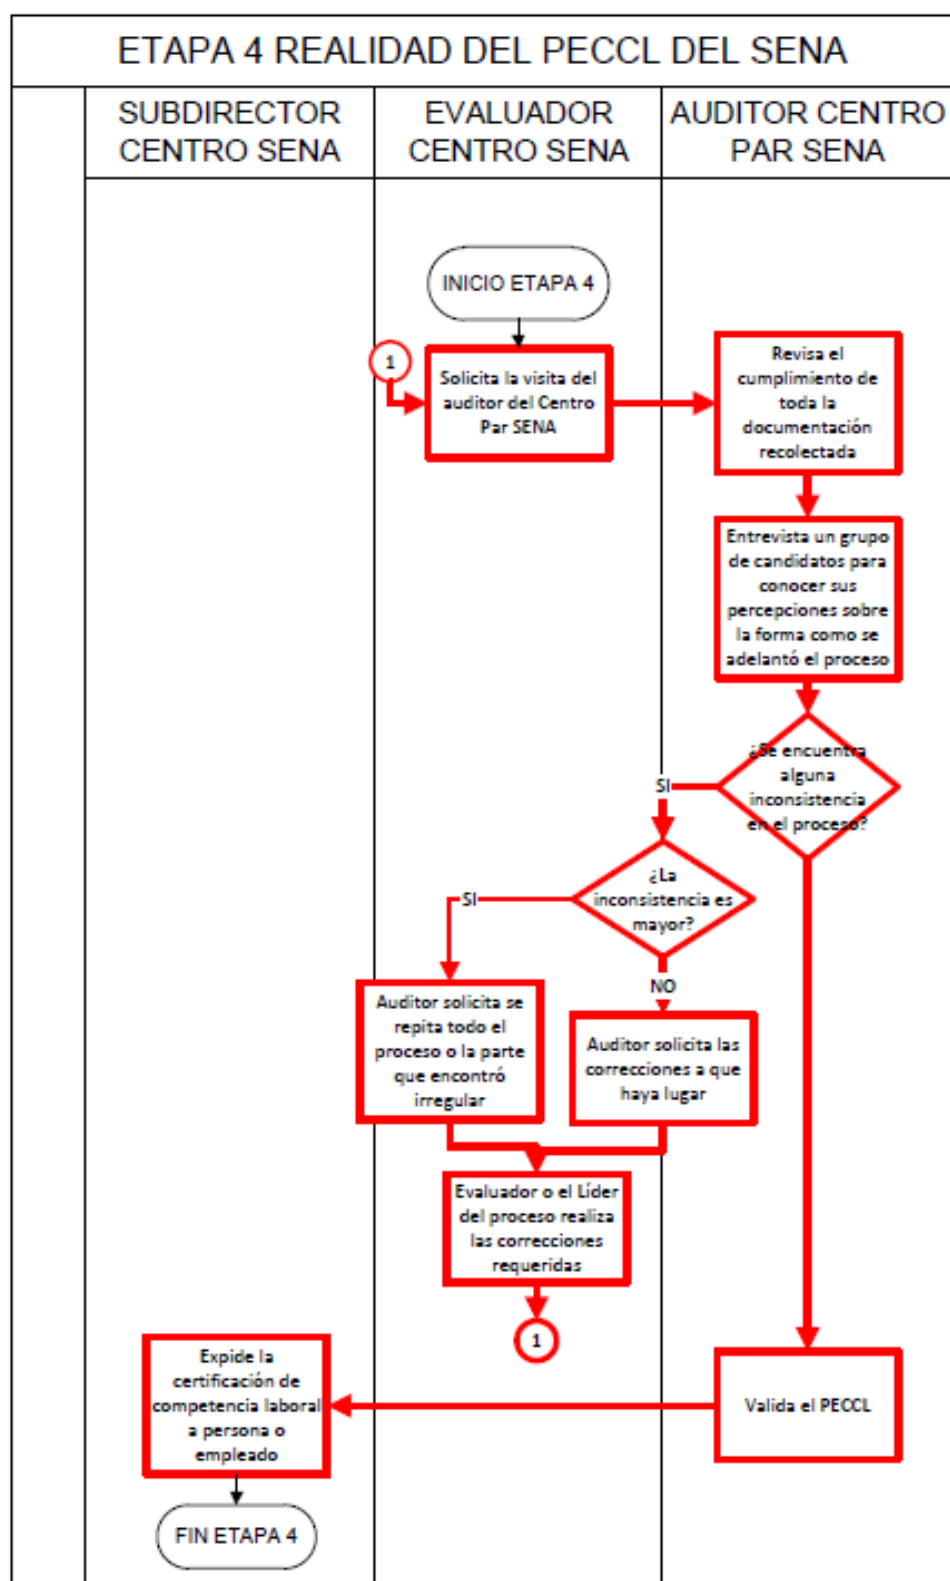 ETAPA 4 REALIDAD DEL PECCL DEL SENA
SUBDIRECTOR
CENTRO SENA
EVALUADOR
CENTRO SENA
AUDITOR CENTRO
PAR SENA
INICIO ETAPA 4
1
Solicita la visita del
auditor del Centro
Par SENA
Revisa el
cumplimiento de
toda la
documentación
recolectada
Entrevista un grupo
de candidatos para
conocer sus
percepciones sobre
la forma como se
adelantó el proceso
¿Se encuentra
alguna
inconsistencia
en el proceso?
SI
¿La
inconsistencia es
mayor?
SI
NO
Auditor solicita se
repita todo el
proceso o la parte
que encontró
irregular
Auditor solicita las
correcciones a que
haya lugar
Evaluador o el Líder
del proceso realiza
las correcciones
requeridas
1
Expide la
certificación de
competencia laboral
a persona o
empleado
Valida el PECCL
FIN ETAPA 4